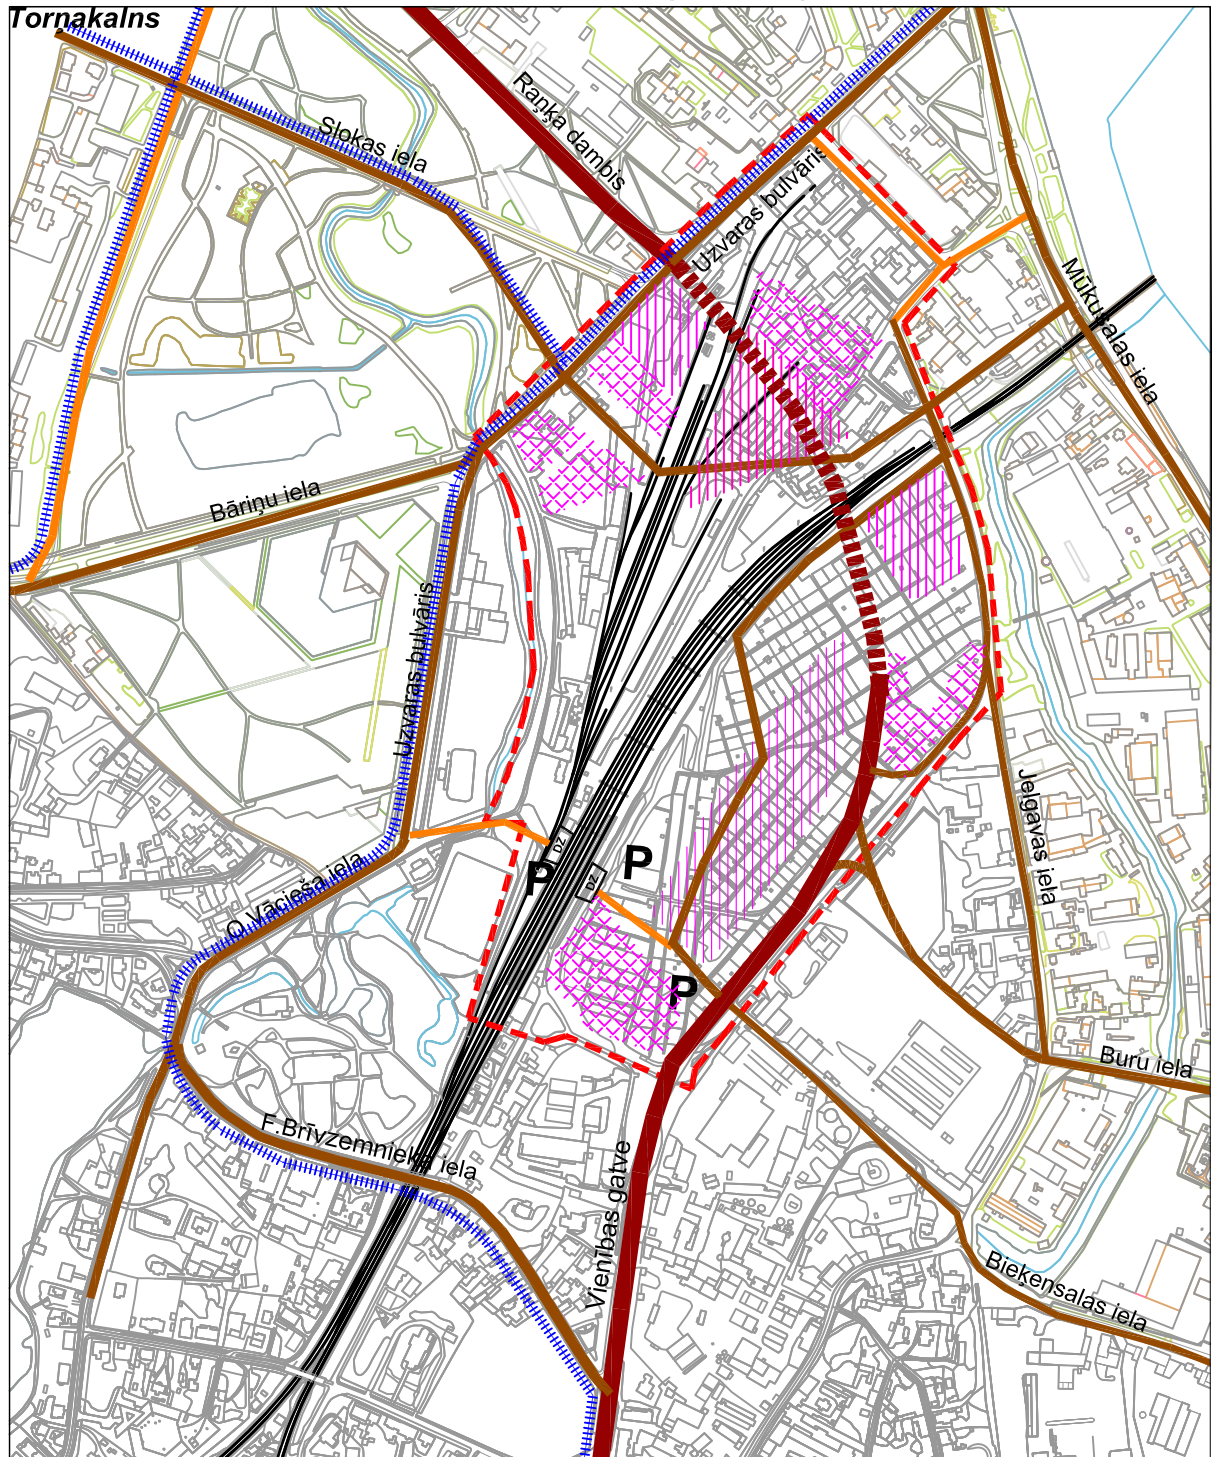 Tornakalns
Slokas iela
Raņķa dambis
Uzvaras bulvāris
Mūkusalas iela
Bāriņu iela
Uzvaras bulvāris
Jelgavas iela
DZ
P
P
DZ
O.Vācieša iela
P
Buru iela
F.Brīvzemnieka iela
Vienības gatve
Bieķensalas iela